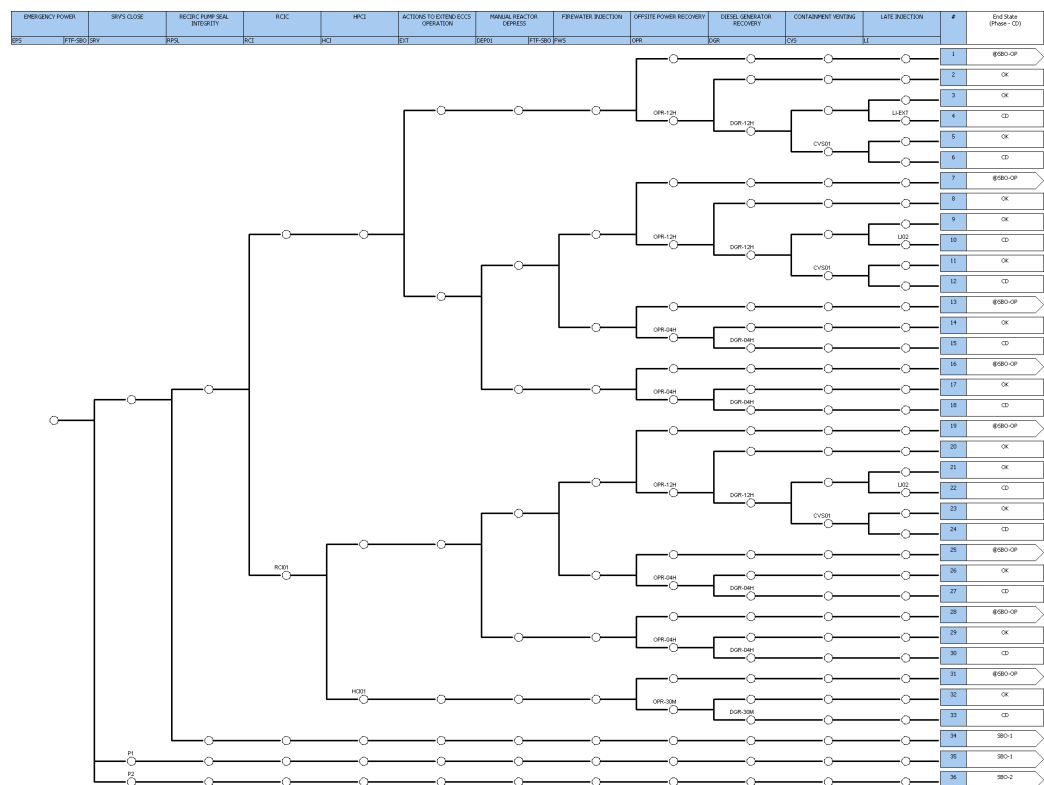 EMERGENCY POWER
SRV'S CLOSE
RECIRC PUMP SEAL
INTEGRITY
RCIC
HPCI
ACTIONS TO EXTEND ECCS
OPERATION
MANUAL REACTOR
DEPRESS
FIREWATER INJECTION
OFFSITE POWER RECOVERY
DIESEL GENERATOR
RECOVERY
CONTAINMENT VENTING
LATE INJECTION
#
End State
(Phase - CD)
EPS
FTF-SBO
SRV
RPSL
RCI
HCI
EXT
DEP01
FTF-SBO
FWS
OPR
DGR
CVS
LI
1 @SBO-OP
2 OK
3 OK
OPR-12H
LI-EXT
4 CD
DGR-12H
5 OK
CVS01
6 CD
7 @SBO-OP
8 OK
9 OK
OPR-12H
LI02
10 CD
DGR-12H
11 OK
CVS01
12 CD
13 @SBO-OP
14 OK
OPR-04H
DGR-04H
15 CD
16 @SBO-OP
17 OK
OPR-04H
DGR-04H
18 CD
19 @SBO-OP
20 OK
21 OK
OPR-12H
LI02
22 CD
DGR-12H
23 OK
CVS01
24 CD
25 @SBO-OP
RCI01
26 OK
OPR-04H
DGR-04H
27 CD
28 @SBO-OP
29 OK
OPR-04H
DGR-04H
30 CD
31 @SBO-OP
HCI01
32 OK
OPR-30M
DGR-30M
33 CD
34 SBO-1
P1
35 SBO-1
P2
36 SBO-2